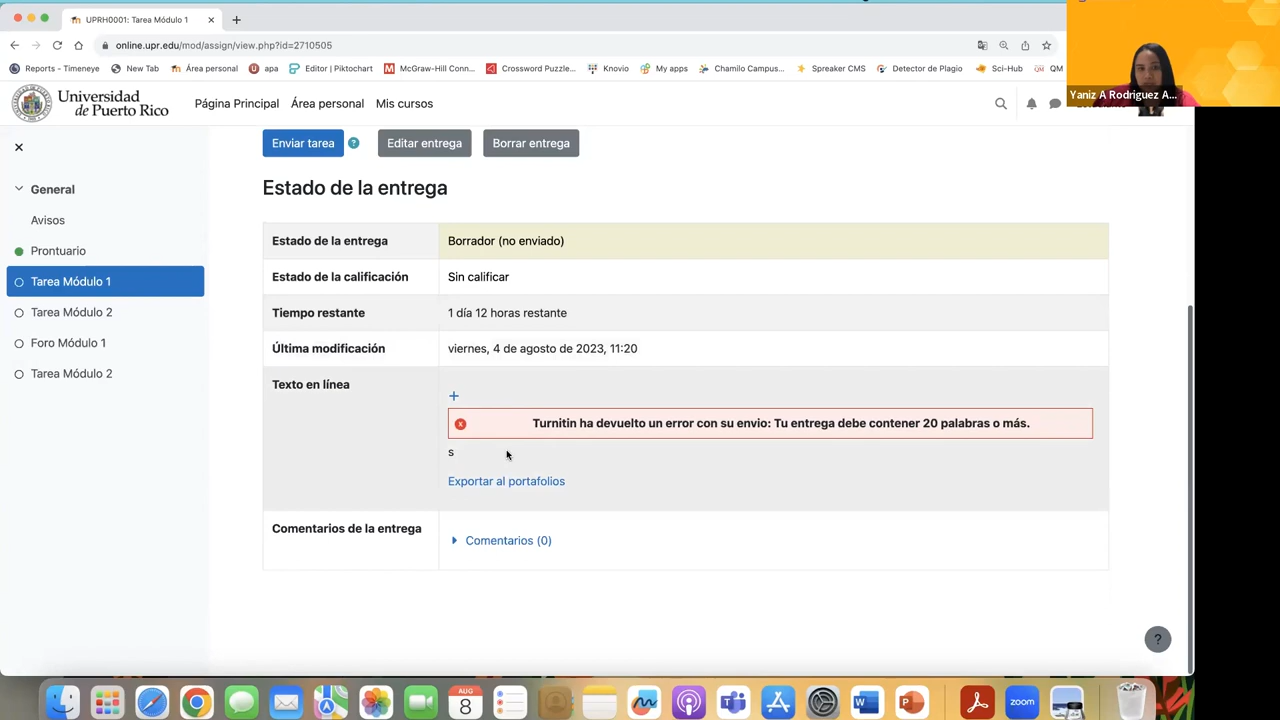 UPRH0001: Tarea Módulo 1
online.upr.edu/mod/assign/view.php?id=2710505
Reports - Timeneye
New Tab
Área personal
apa
Editor | Piktochart
McGraw-Hill Conn...
Crossword Puzzle...
Knovio
My apps
Chamilo Campus...
Spreaker CMS
Detector de Plagio
Sci-Hub
QM
Yaniz A Rodriguez A...
Universidad
de Puerto Rico
Página Principal
Área personal
Mis cursos
Enviar tarea
?
Editar entrega
Borrar entrega
General
Avisos
Prontuario
Tarea Módulo 1
Tarea Módulo 2
Foro Módulo 1
Tarea Módulo 2
Estado de la entrega
Estado de la entrega
Borrador (no enviado)
Estado de la calificación
Sin calificar
Tiempo restante
1 día 12 horas restante
Última modificación
viernes, 4 de agosto de 2023, 11:20
Texto en línea
Turnitin ha devuelto un error con su envio: Tu entrega debe contener 20 palabras o más.
s
Exportar al portafolios
Comentarios de la entrega
Comentarios (0)
?
AUG
8
zoom